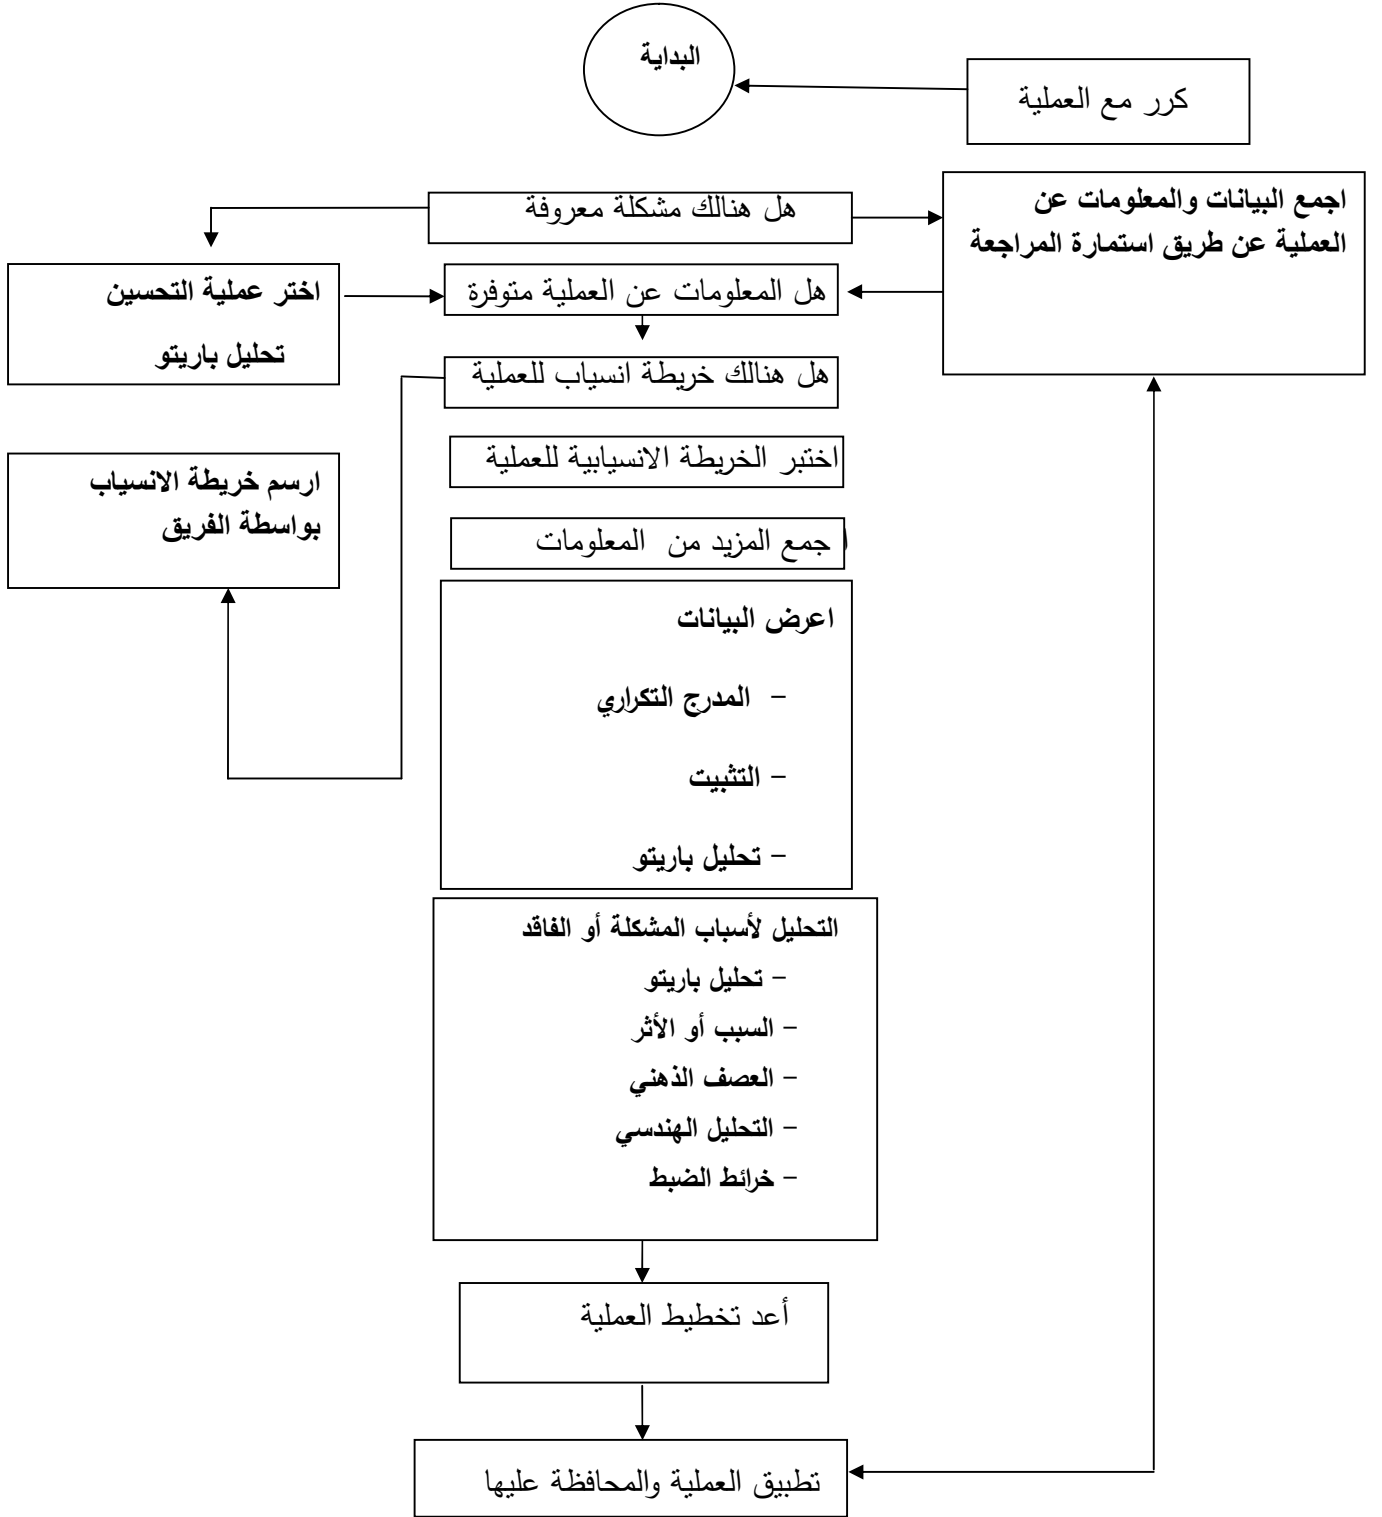 البداية
كرر مع العملية
هل هنالك مشكلة معروفة
اجمع البيانات والمعلومات عن
العملية عن طريق استمارة المراجعة
اختر عملية التحسين
تحليل باريتو
هل المعلومات عن العملية متوفرة
هل هنالك خريطة انسياب للعملية
اختبر الخريطة الانسيابية للعملية
ارسم خريطة الانسياب
بواسطة الفريق
ا جمع المزيد من المعلومات
اعرض البيانات
- المدرج التكراري
- التثبيت
- تحليل باريتو
التحليل لأسباب المشكلة أو الفاقد
- تحليل باريتو
- السبب أو الأثر
- العصف الذهني
- التحليل الهندسي
- خرائط الضبط
أعد تخطيط العملية
تطبيق العملية والمحافظة عليها